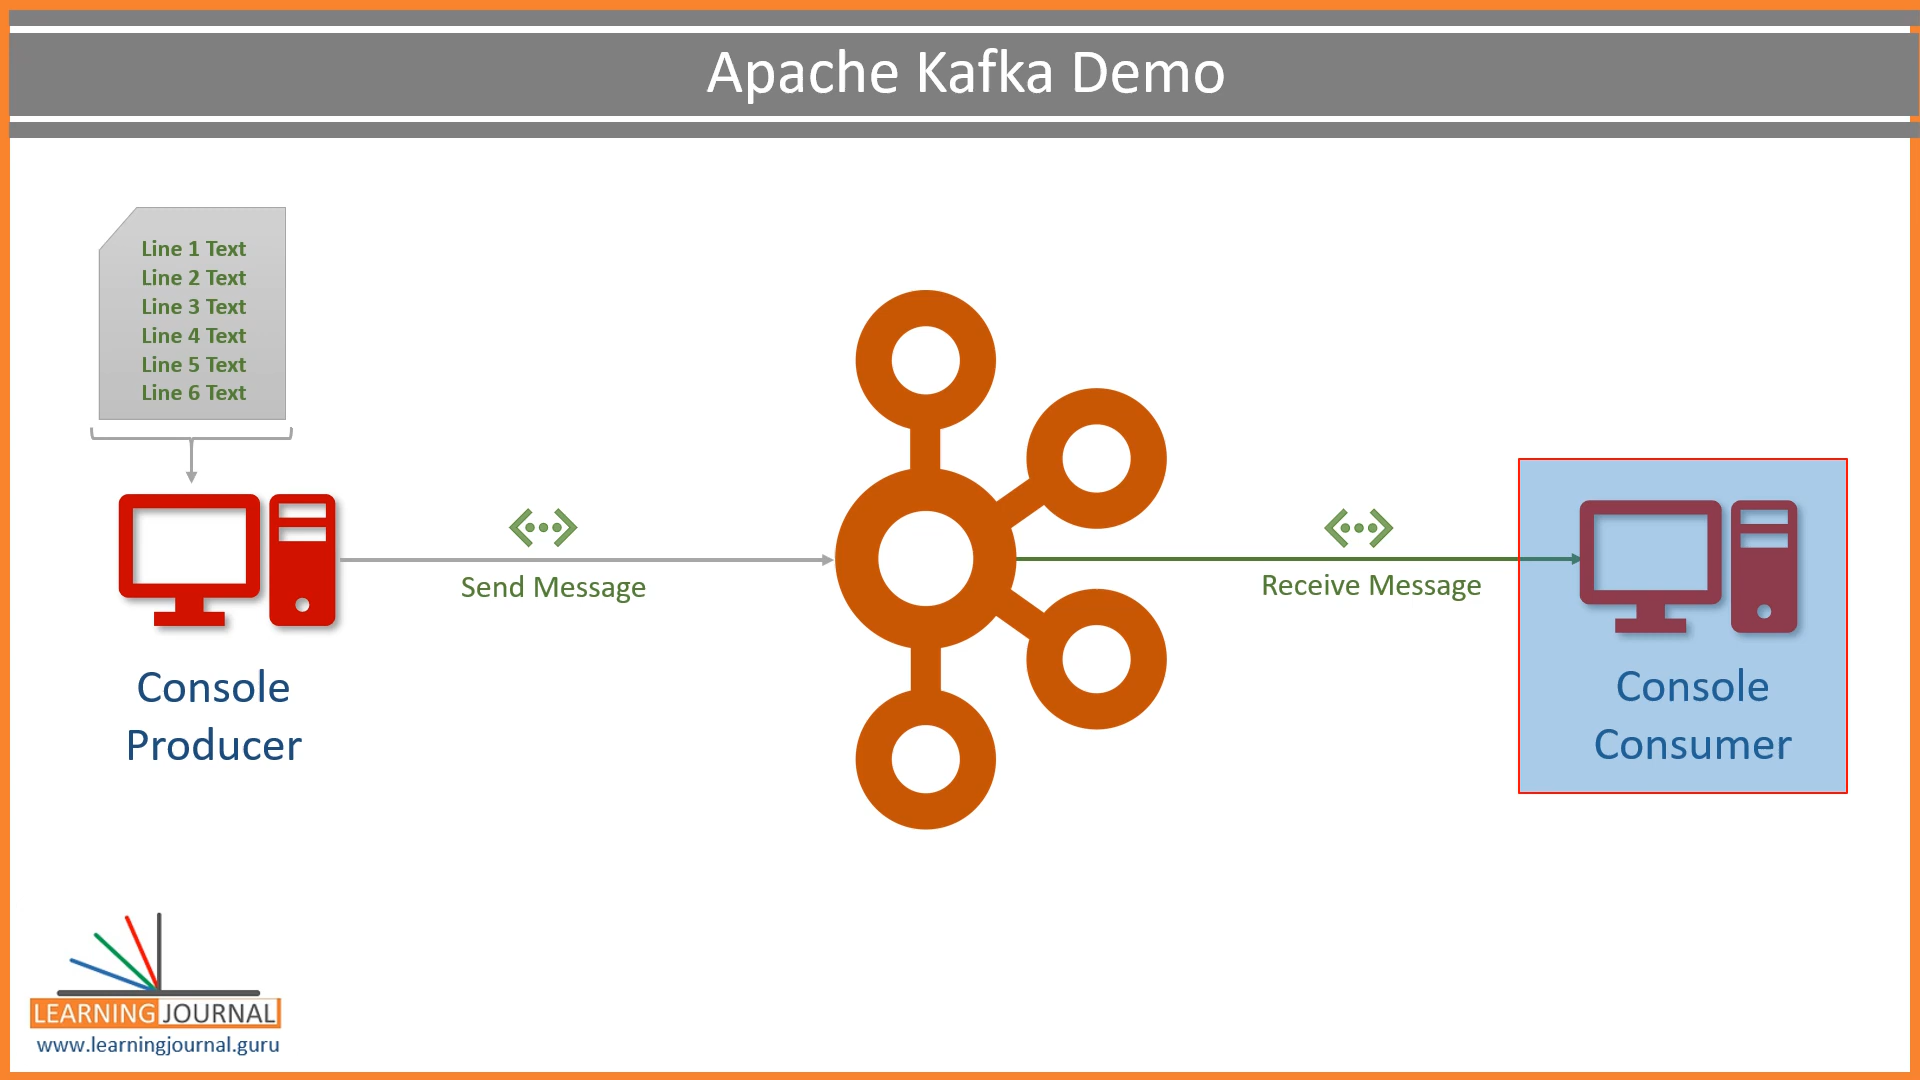 Apache Kafka Demo
Line 1 Text
Line 2 Text
Line 3 Text
Line 4 Text
Line 5 Text
Line 6 Text
Send Message
Receive Message
Console
Producer
Console
Consumer
LEARNING JOURNAL
www.learningjournal.guru